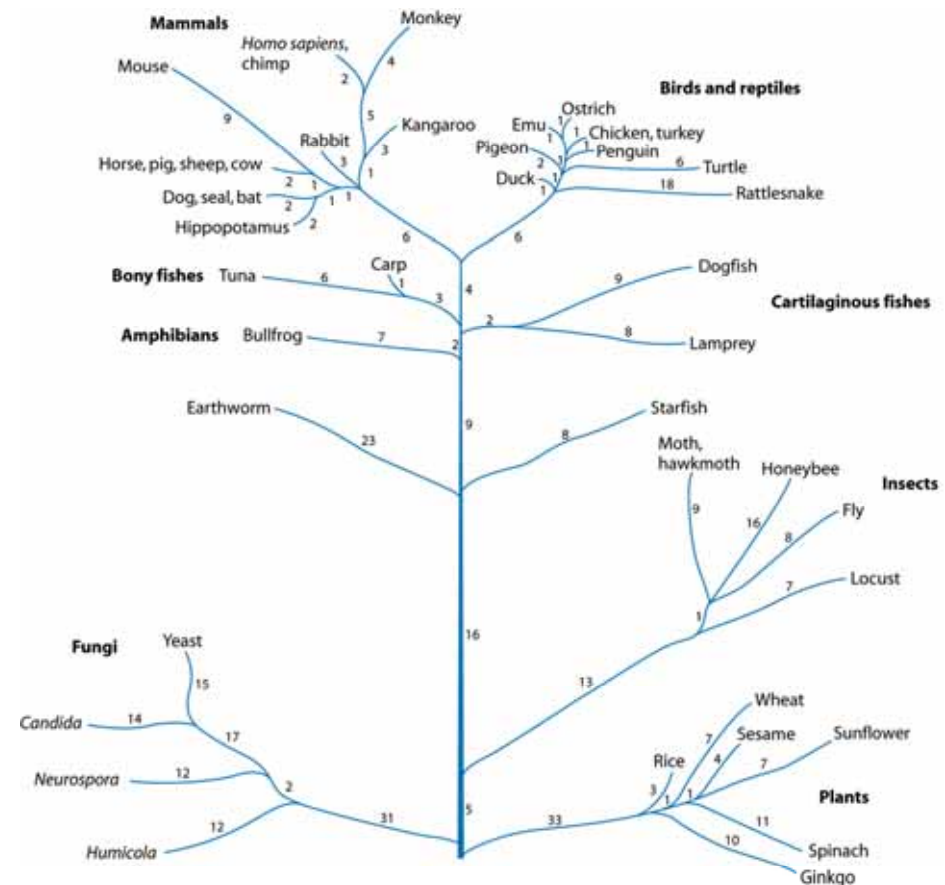 Mammals
Monkey
Homo sapiens,
chimp
Mouse
2
4
9
5
Rabbit
Kangaroo
3
3
Horse, pig, sheep, cow
2
1
1
Dog, seal, bat
2
1
1
Hippopotamus
2
6
Birds and reptiles
Ostrich
1
Emu
1
1
Chicken, turkey
Pigeon
2
1
1
Penguin
Duck
1
1
6
Turtle
18
Rattlesnake
6
Bony fishes
Tuna
6
Carp
1
3
4
9
Dogfish
Cartilaginous fishes
2
8
Lamprey
Amphibians
Bullfrog
7
2
Earthworm
23
9
8
Starfish
Moth,
hawkmoth
Honeybee
Insects
9
16
Fly
8
Locust
7
1
16
13
Fungi
Yeast
15
Candida
14
17
Neurospora
12
2
Humicola
12
31
5
Wheat
7
Sesame
4
Sunflower
7
Rice
3
1
1
Plants
33
11
Spinach
10
Ginkgo